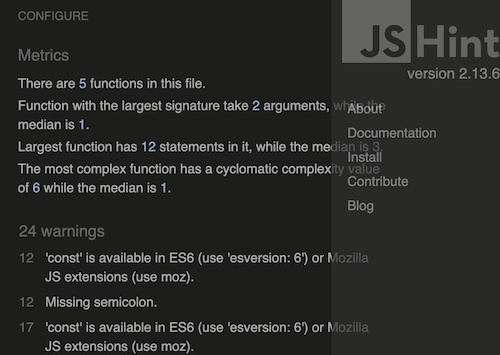 CONFIGURE
JSHint
version 2.13.6
Metrics
There are 5 functions in this file.
Function with the largest signature take 2 arguments, while the
median is 1.
Largest function has 12 statements in it, while the median is 3.
The most complex function has a cyclomatic complexity value
of 6 while the median is 1.
About
Documentation
Install
Contribute
Blog
24 warnings
12 'const' is available in ES6 (use 'esversion: 6') or Mozilla
JS extensions (use moz).
12 Missing semicolon.
17 'const' is available in ES6 (use 'esversion: 6') or Mozilla
JS extensions (use moz).